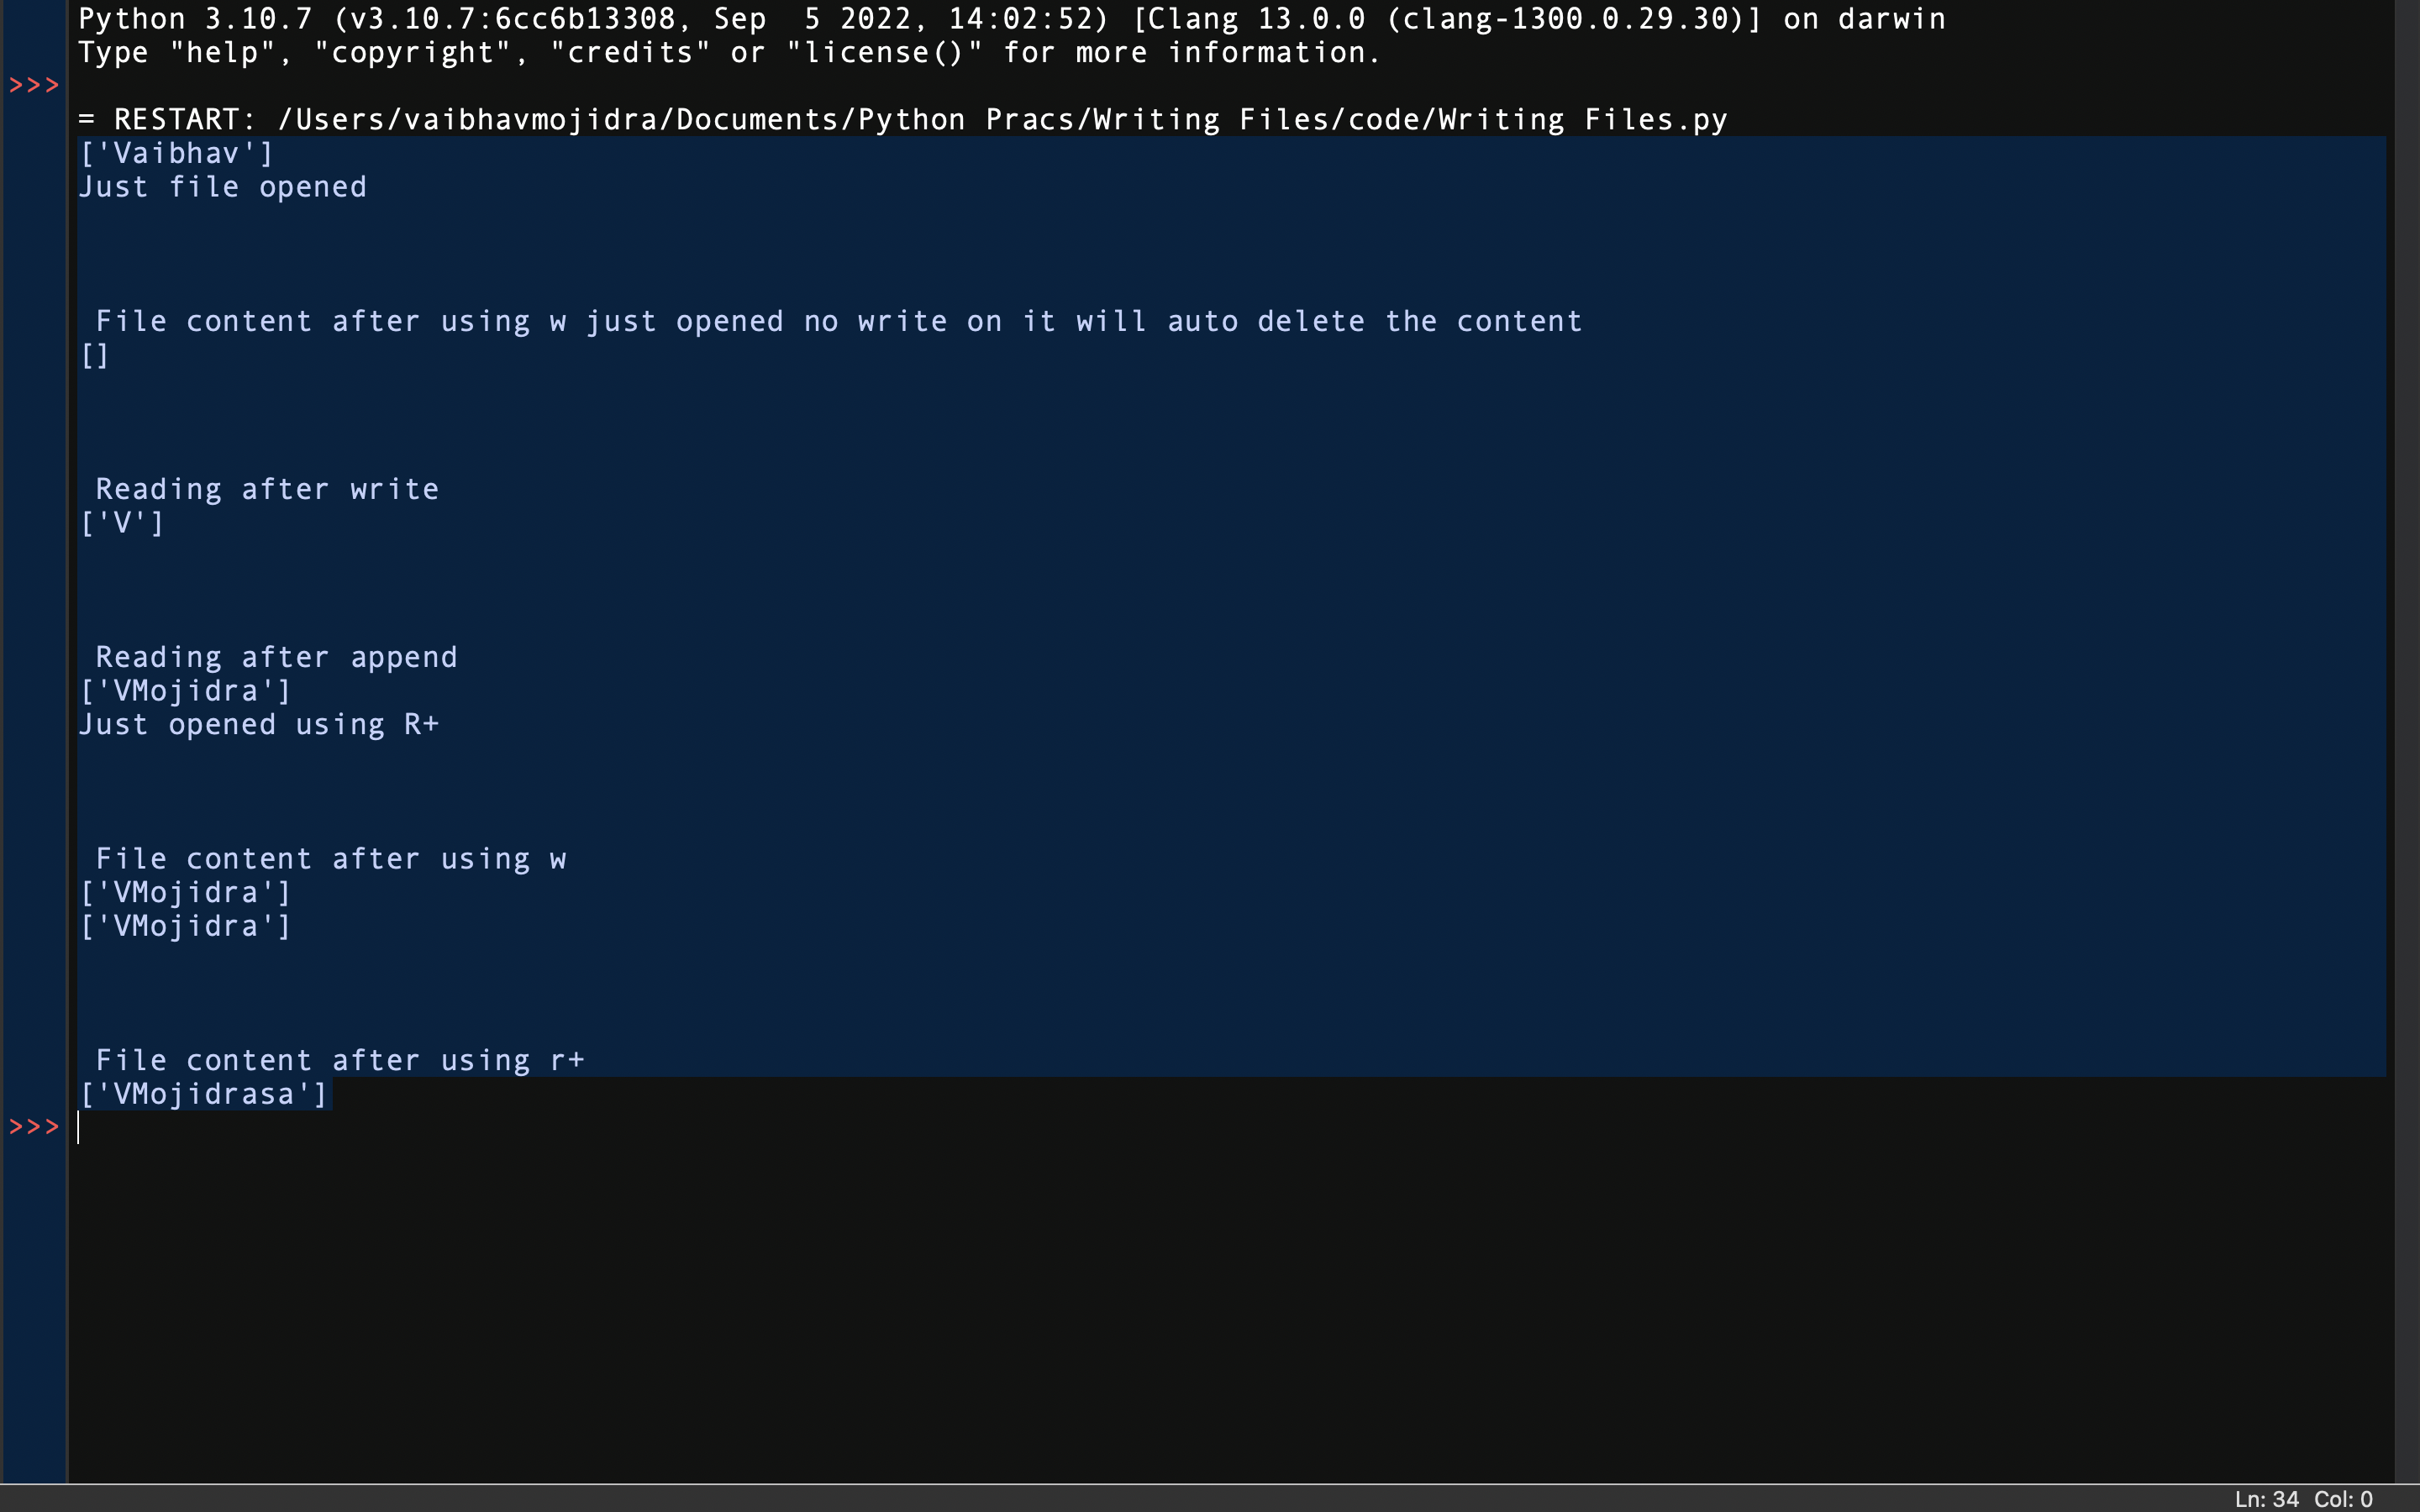 Python 3.10.7 (v3.10.7:6cc6b13308, Sep  5 2022, 14:02:52) [Clang 13.0.0 (clang-1300.0.29.30)] on darwin
Type "help", "copyright", "credits" or "license()" for more information.
>>>
= RESTART: /Users/vaibhavmojidra/Documents/Python Pracs/Writing Files/code/Writing Files.py
['Vaibhav']
Just file opened
File content after using w just opened no write on it will auto delete the content
[]
Reading after write
['V']
Reading after append
['VMojidra']
Just opened using R+
File content after using w
['VMojidra']
['VMojidra']
File content after using r+
['VMojidrasa']
>>>
Ln: 34  Col: 0